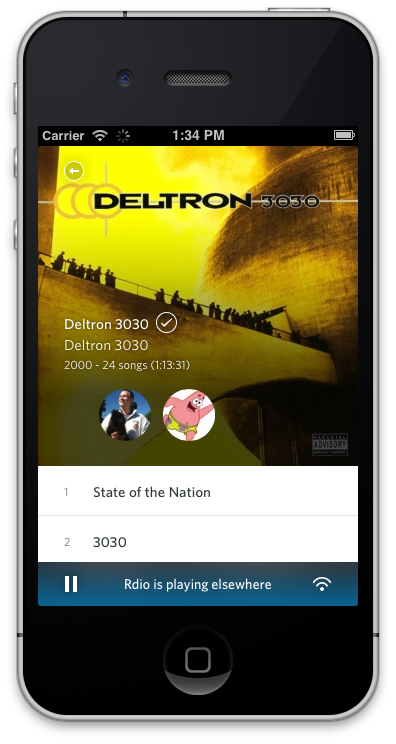 Carrier 1:34 PM
DELTRON 3030
Deltron 3030
Deltron 3030
2000 - 24 songs (1:13:31)
PARENTAL
ADVISORY
EXPLICIT CONTENT
1 State of the Nation
2 3030
Rdio is playing elsewhere